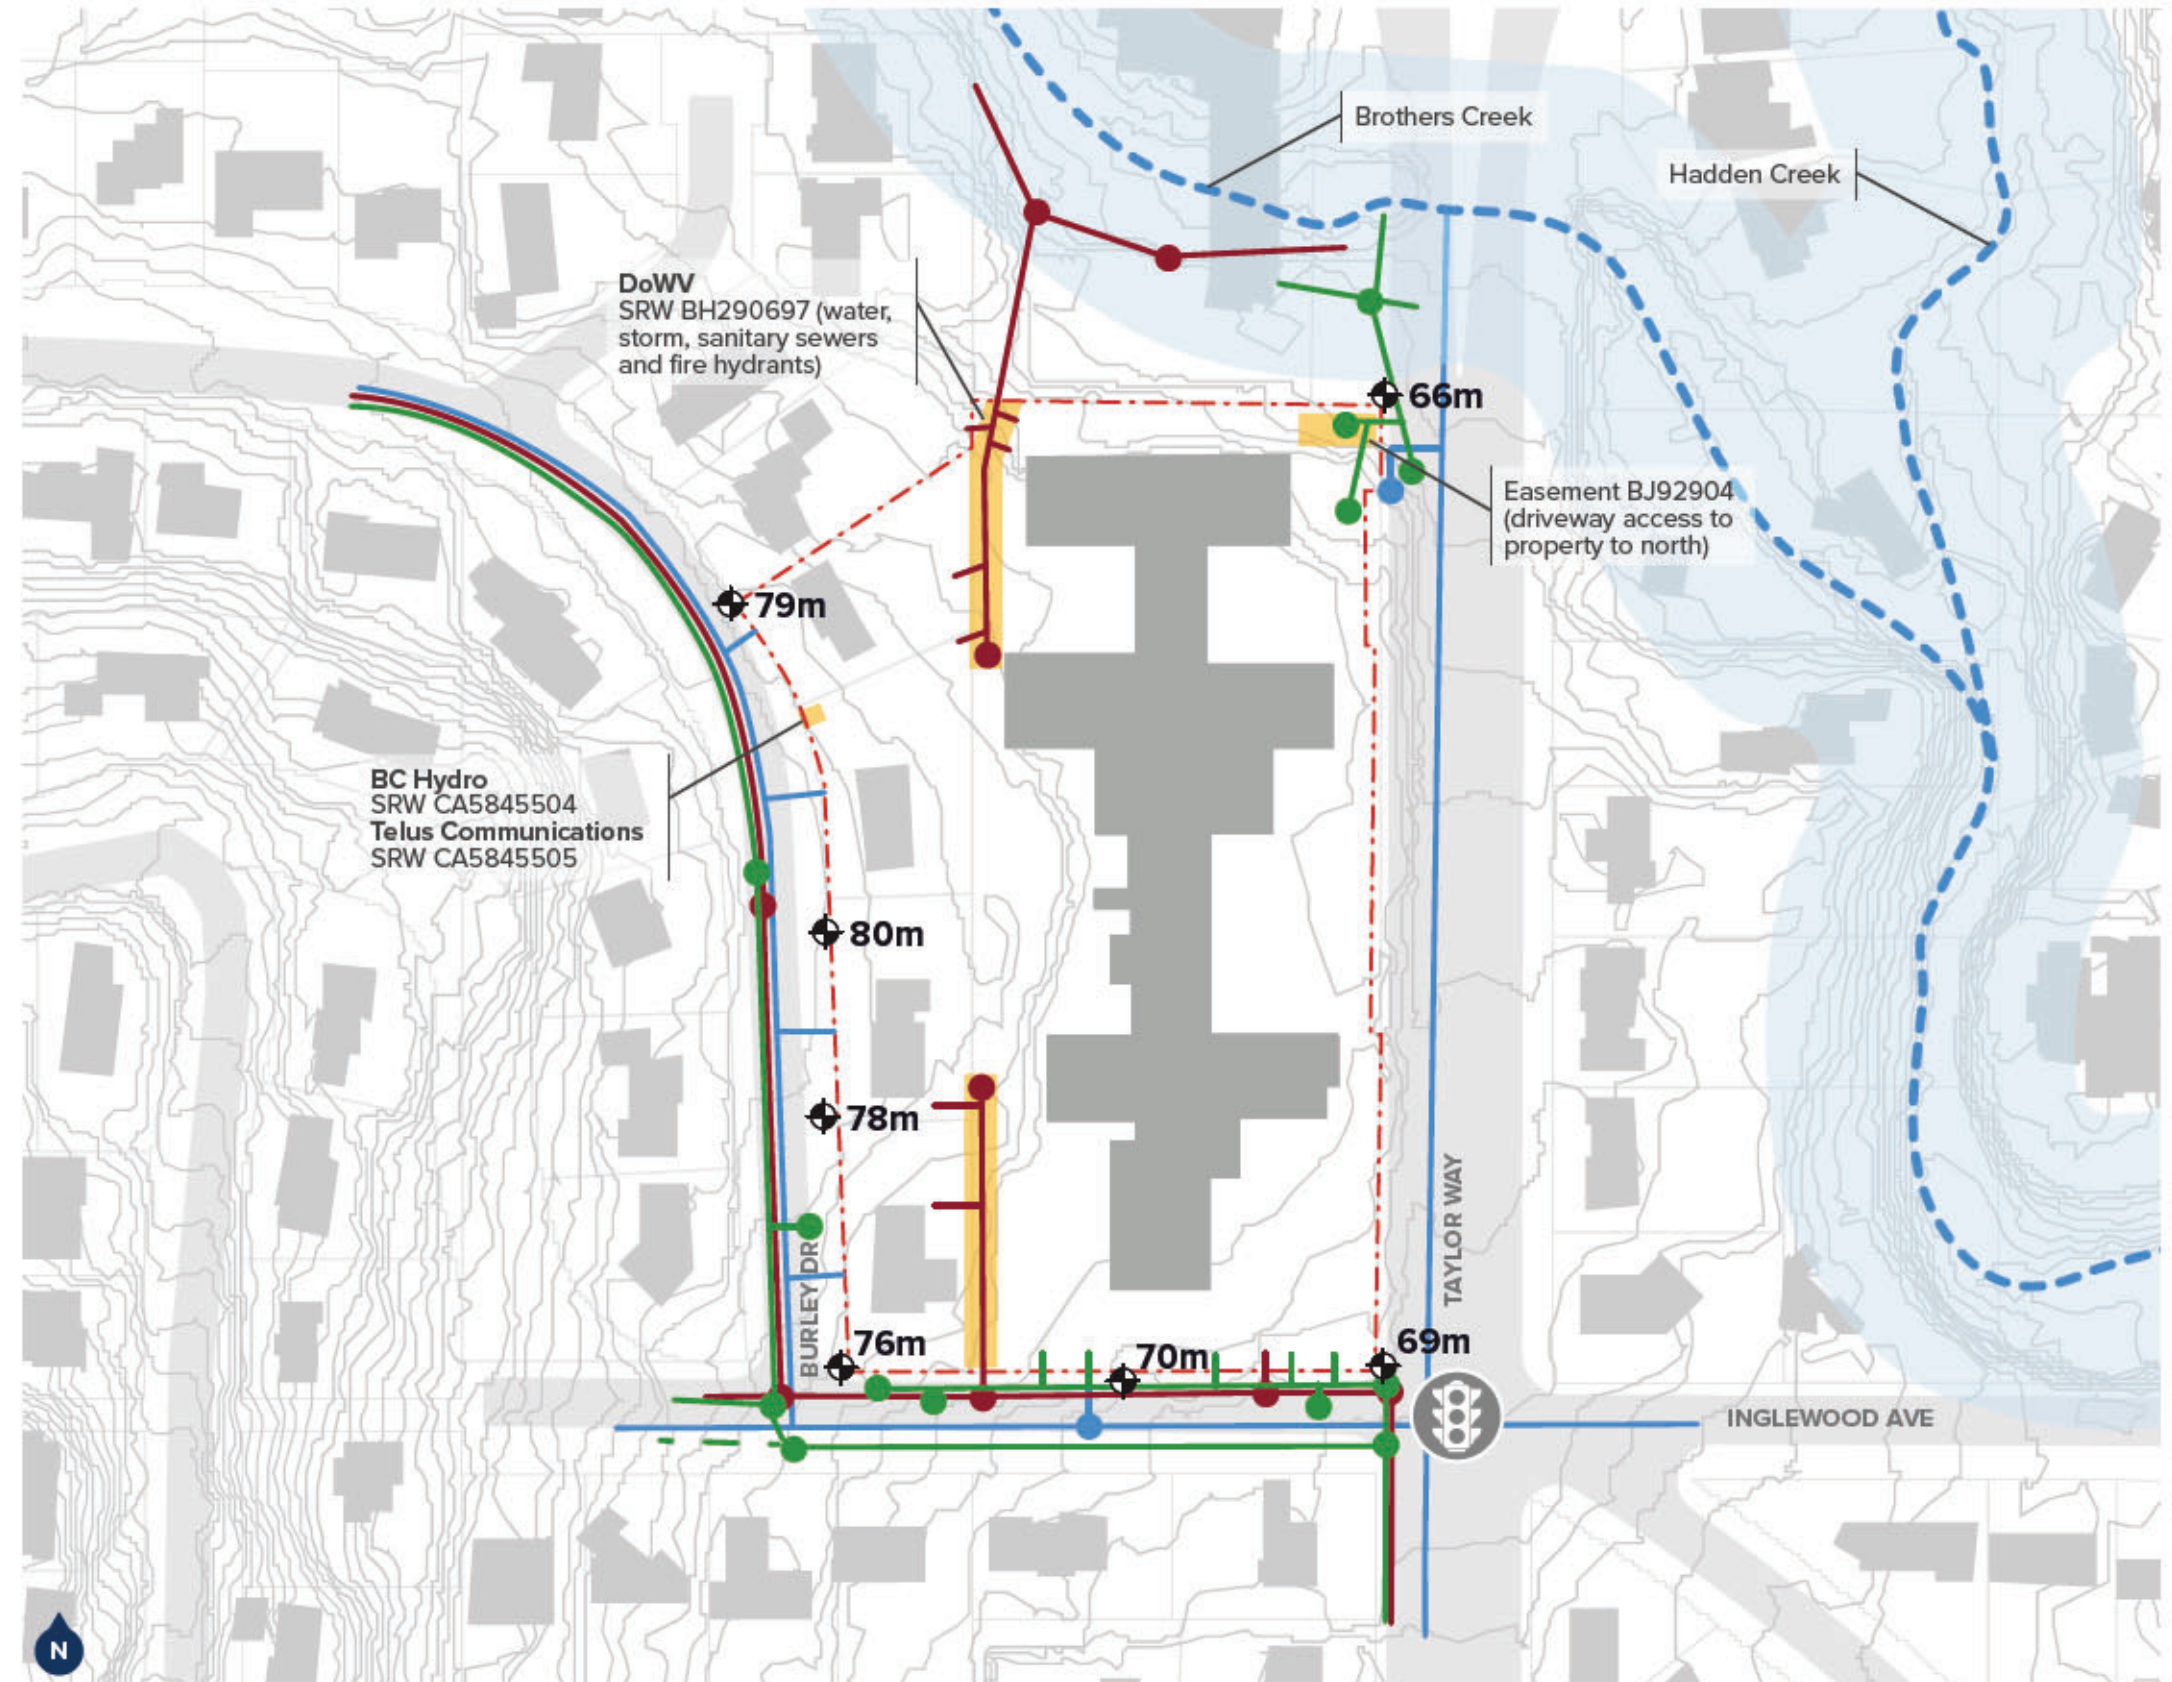 Brothers Creek
Hadden Creek
DoWV
SRW BH290697 (water,
storm, sanitary sewers
and fire hydrants)
66m
Easement BJ92904
(driveway access to
property to north)
79m
BC Hydro
SRW CA5845504
Telus Communications
SRW CA5845505
80m
78m
TAYLOR WAY
BURLEY DR
76m
70m
69m
INGLEWOOD AVE
N